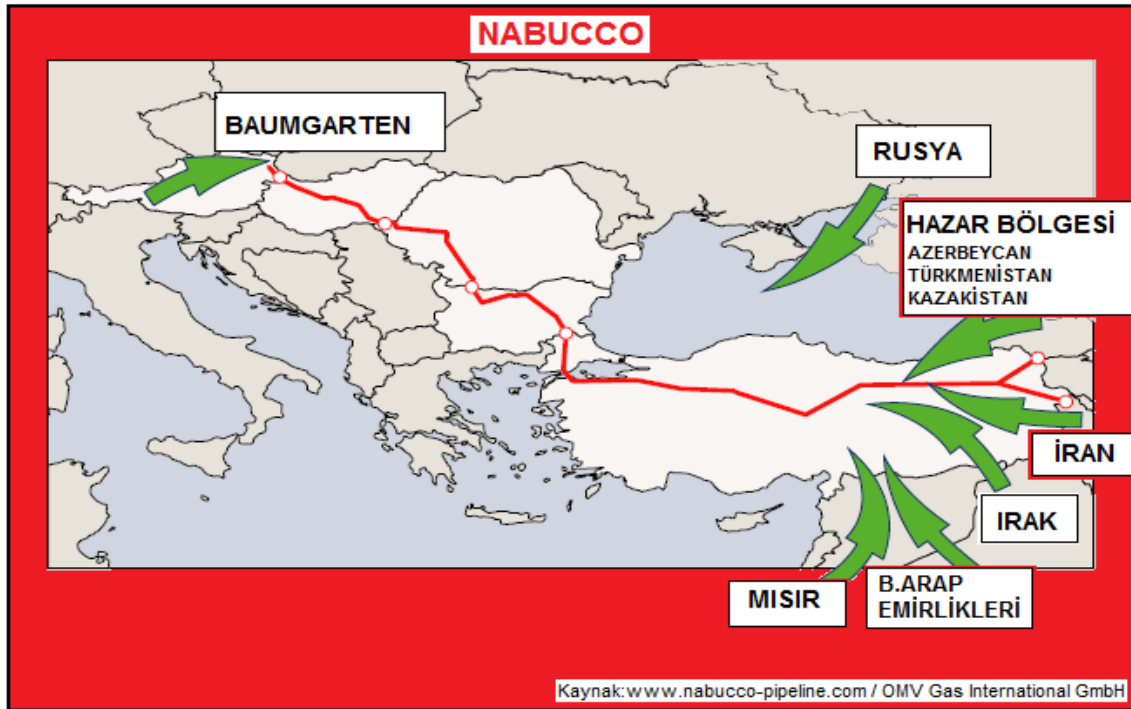 NABUCCO
BAUMGARTEN
RUSYA
HAZAR BÖLGESİ
AZERBEYCAN
TÜRKMENİSTAN
KAZAKİSTAN
İRAN
IRAK
MISIR
B.ARAP
EMİRLİKLERİ
Kaynak:www.nabucco-pipeline.com / OMV Gas International GmbH